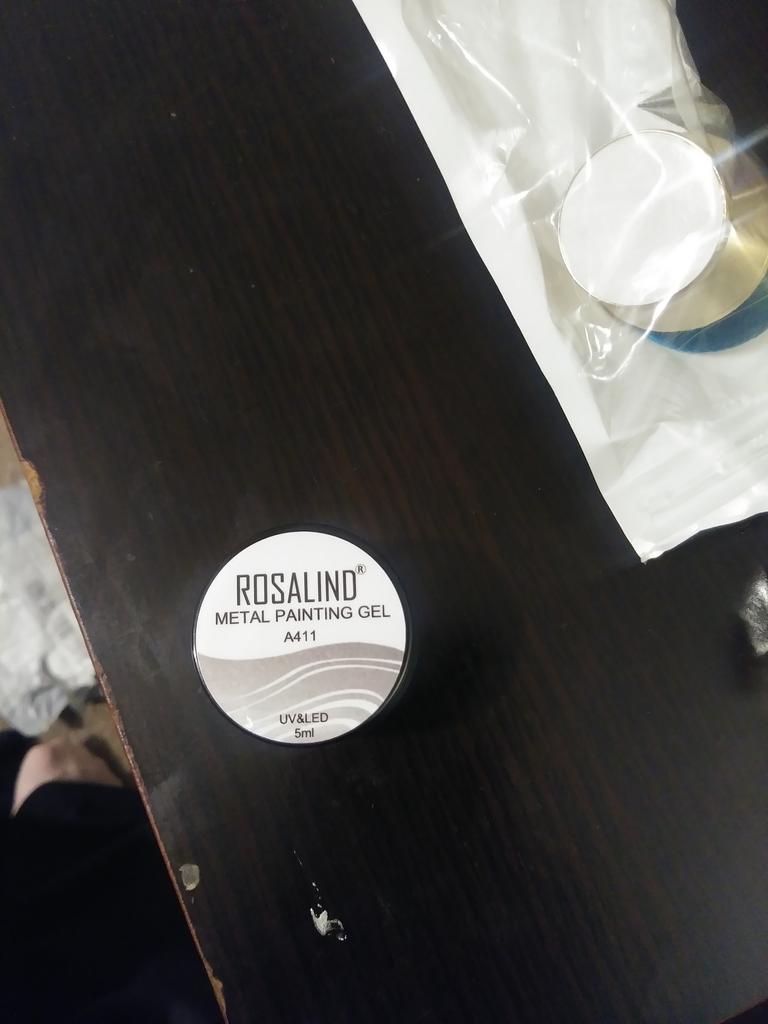 ROSALIND®
METAL PAINTING GEL
A411
UV&LED
5ml